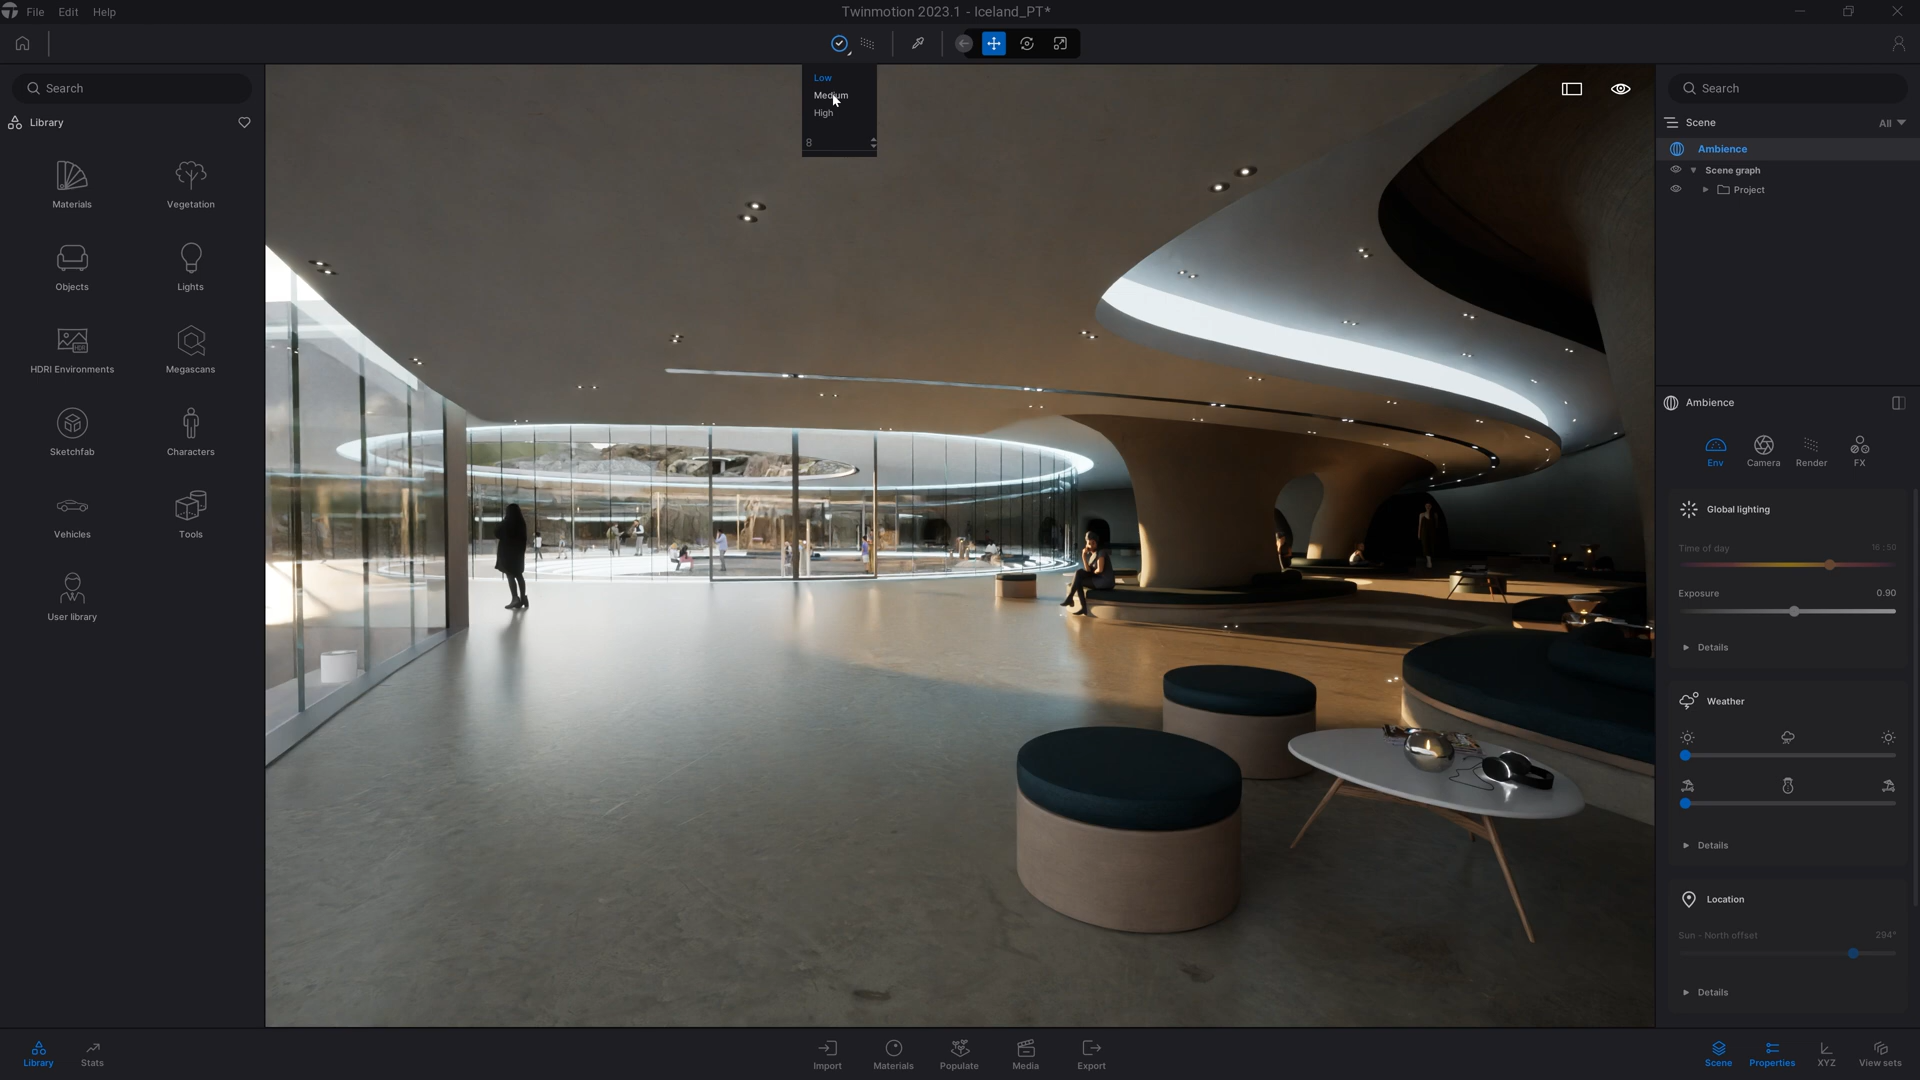 File Edit Help
Twinmotion 2023.1 - Iceland_PT*
Search
Library
Materials
Vegetation
Objects
Lights
HDRI Environments
Megascans
Sketchfab
Characters
Vehicles
Tools
User library
Low
Medium
High
8
Search
Scene
All
Ambience
Scene graph
Project
Ambience
Env
Camera
Render
FX
Global lighting
Time of day 16:50
Exposure 0.90
Details
Weather
Details
Location
Sun - North offset 294°
Details
Library
Stats
Import
Materials
Populate
Media
Export
Scene
Properties
XYZ
View sets